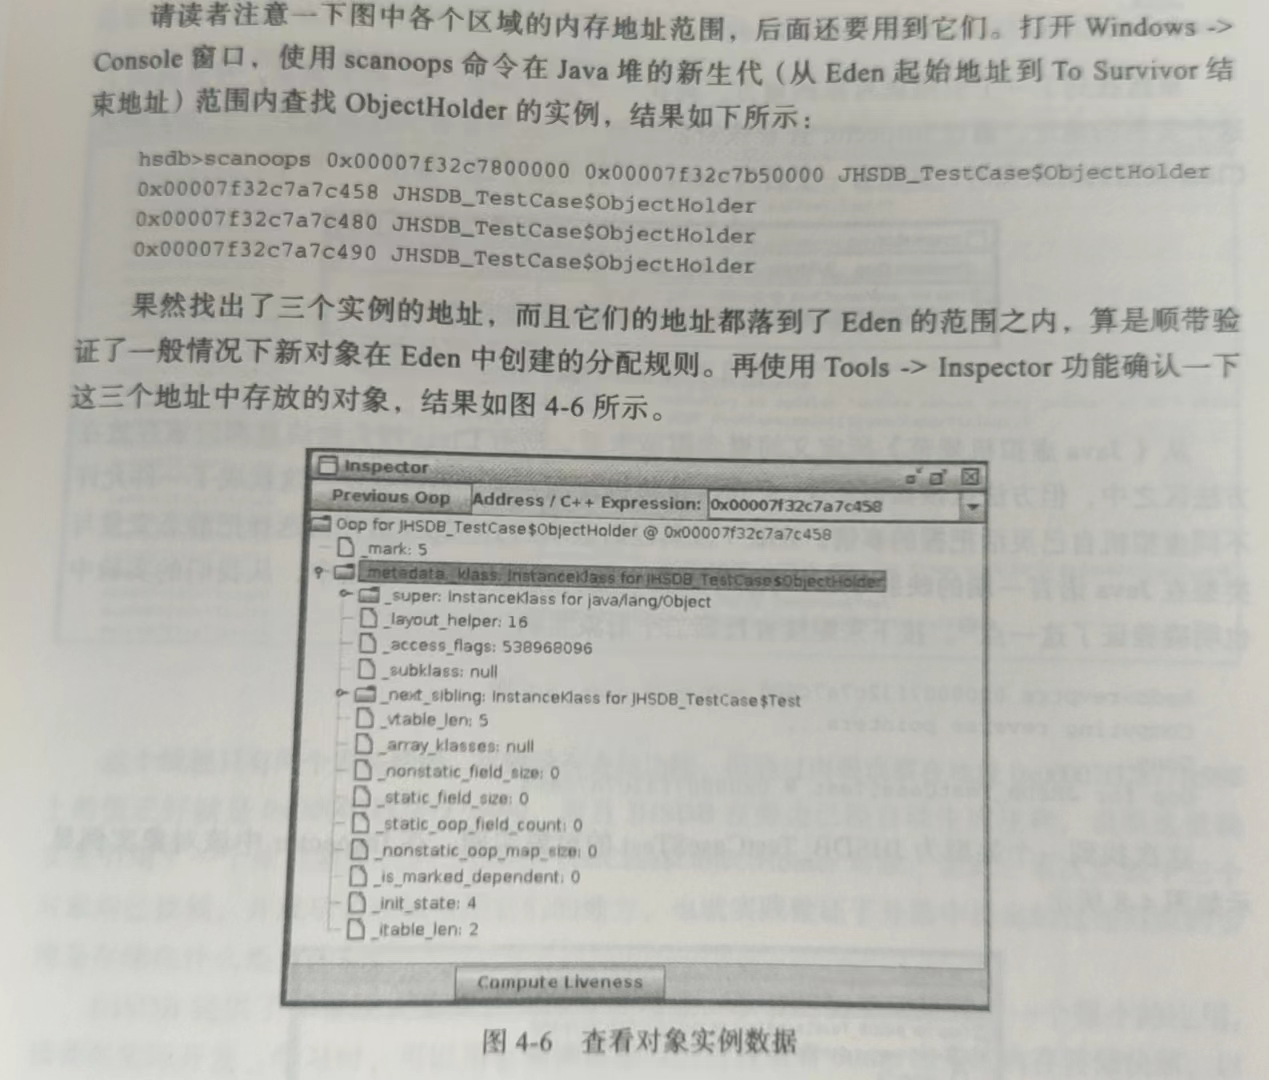 请读者注意一下图中各个区域的内存地址范围，后面还要用到它们。打开 Windows ->
Console 窗口，使用 scanoops 命令在 Java 堆的新生代（从 Eden 起始地址到 To Survivor 结
束地址）范围内查找 ObjectHolder 的实例，结果如下所示：
hsdb>scanoops 0x00007f32c7800000 0x00007f32c7b50000 JHSDB_TestCase$ObjectHolder
0x00007f32c7a7c458 JHSDB_TestCase$ObjectHolder
0x00007f32c7a7c480 JHSDB_TestCase$ObjectHolder
0x00007f32c7a7c490 JHSDB_TestCase$ObjectHolder
果然找出了三个实例的地址，而且它们的地址都落到了 Eden 的范围之内，算是顺带验
证了一般情况下新对象在 Eden 中创建的分配规则。再使用 Tools -> Inspector 功能确认一下
这三个地址中存放的对象，结果如图 4-6 所示。
Inspector
Previous Oop Address / C++ Expression: 0x00007f32c7a7c458
Oop for JHSDB_TestCase$ObjectHolder @ 0x00007f32c7a7c458
_mark: 5
_metadata._klass: InstanceKlass for JHSDB_TestCase$ObjectHolder
_super: InstanceKlass for java/lang/Object
_layout_helper: 16
_access_flags: 538968096
_subklass: null
_next_sibling: InstanceKlass for JHSDB_TestCase$Test
_vtable_len: 5
_array_klasses: null
_nonstatic_field_size: 0
_static_field_size: 0
_static_oop_field_count: 0
_nonstatic_oop_map_size: 0
_is_marked_dependent: 0
_init_state: 4
_itable_len: 2
Compute Liveness
图 4-6 查看对象实例数据